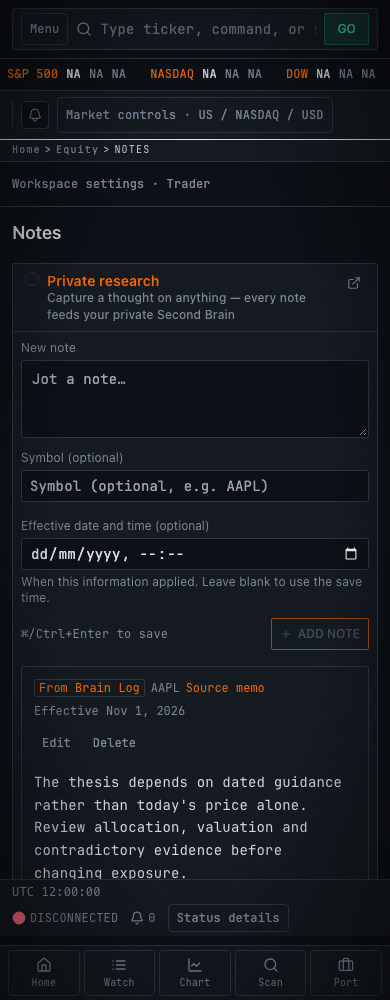 Menu Type ticker, command, or GO
S&P 500 NA NA NA NASDAQ NA NA NA DOW NA NA NA
Market controls · US / NASDAQ / USD
Home > Equity > NOTES
Workspace settings · Trader
Notes
Private research
Capture a thought on anything — every note
feeds your private Second Brain
New note
Jot a note…
Symbol (optional)
Symbol (optional, e.g. AAPL)
Effective date and time (optional)
dd/mm/yyyy, --:--
When this information applied. Leave blank to use the save
time.
⌘/Ctrl+Enter to save + ADD NOTE
From Brain Log AAPL Source memo
Effective Nov 1, 2026
Edit Delete
The thesis depends on dated guidance
rather than today's price alone.
Review allocation, valuation and
contradictory evidence before
changing exposure.
UTC 12:00:00
DISCONNECTED 0 Status details
Home Watch Chart Scan Port